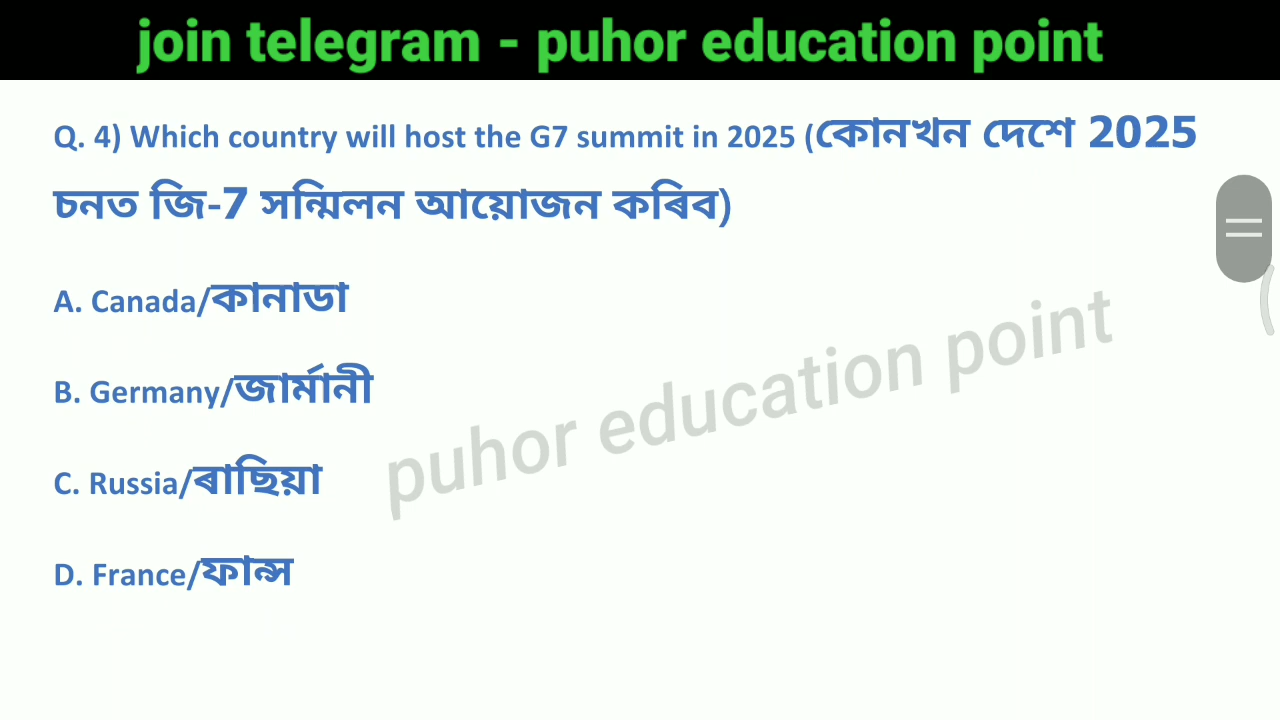 join telegram - puhor education point
Q. 4) Which country will host the G7 summit in 2025 (কোনখন দেশে 2025
চনত জি-7 সন্মিলন আয়োজন কৰিব)
A. Canada/কানাডা
B. Germany/জাৰ্মানী
C. Russia/ৰাছিয়া
D. France/ফান্স
puhor education point